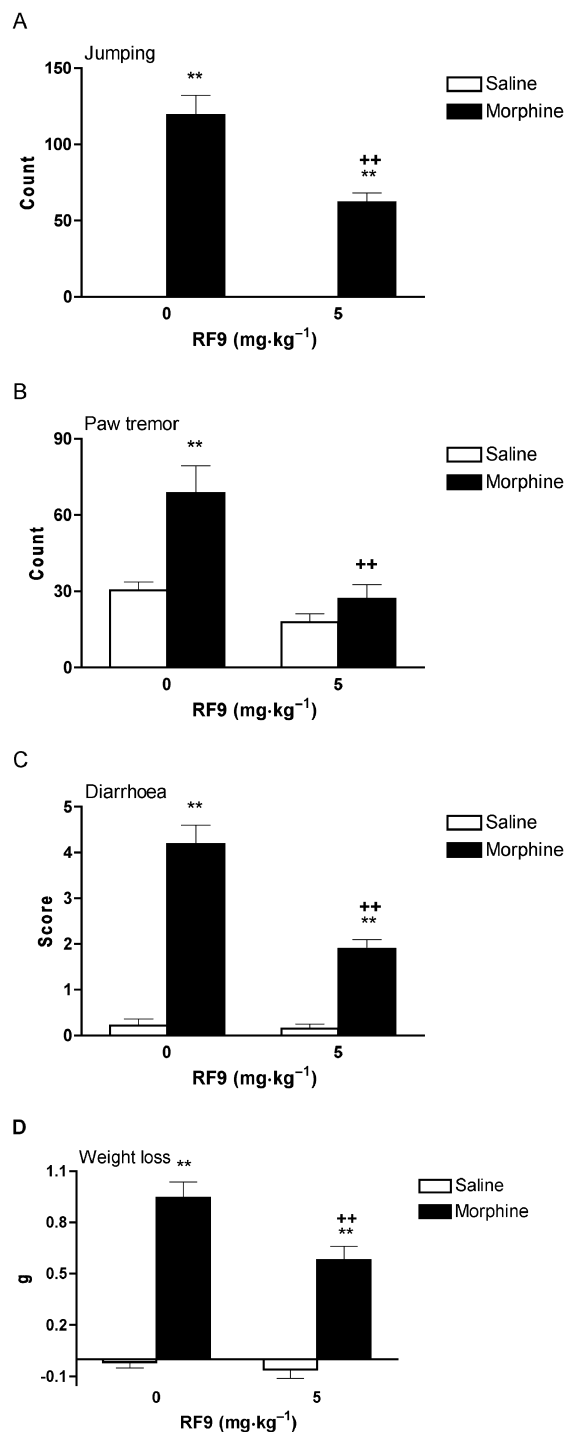 A
Jumping
150
**
Saline
Morphine
100
++
**
Count
50
0
0
5
RF9 (mg·kg⁻¹)
B
Paw tremor
90
**
Saline
Morphine
60
Count
++
30
0
0
5
RF9 (mg·kg⁻¹)
C
Diarrhoea
5
**
Saline
Morphine
4
3
++
**
Score
2
1
0
0
5
RF9 (mg·kg⁻¹)
D
Weight loss
**
1.1
Saline
Morphine
0.8
++
**
g
0.5
0.2
-0.1
0
5
RF9 (mg·kg⁻¹)